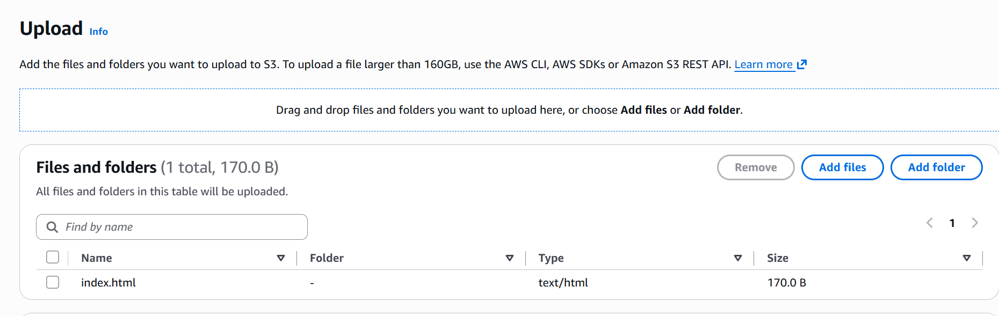 Upload Info
Add the files and folders you want to upload to S3. To upload a file larger than 160GB, use the AWS CLI, AWS SDKs or Amazon S3 REST API. Learn more
Drag and drop files and folders you want to upload here, or choose Add files or Add folder.
Files and folders (1 total, 170.0 B)
Remove Add files Add folder
All files and folders in this table will be uploaded.
Find by name
1
Name Folder Type Size
index.html - text/html 170.0 B